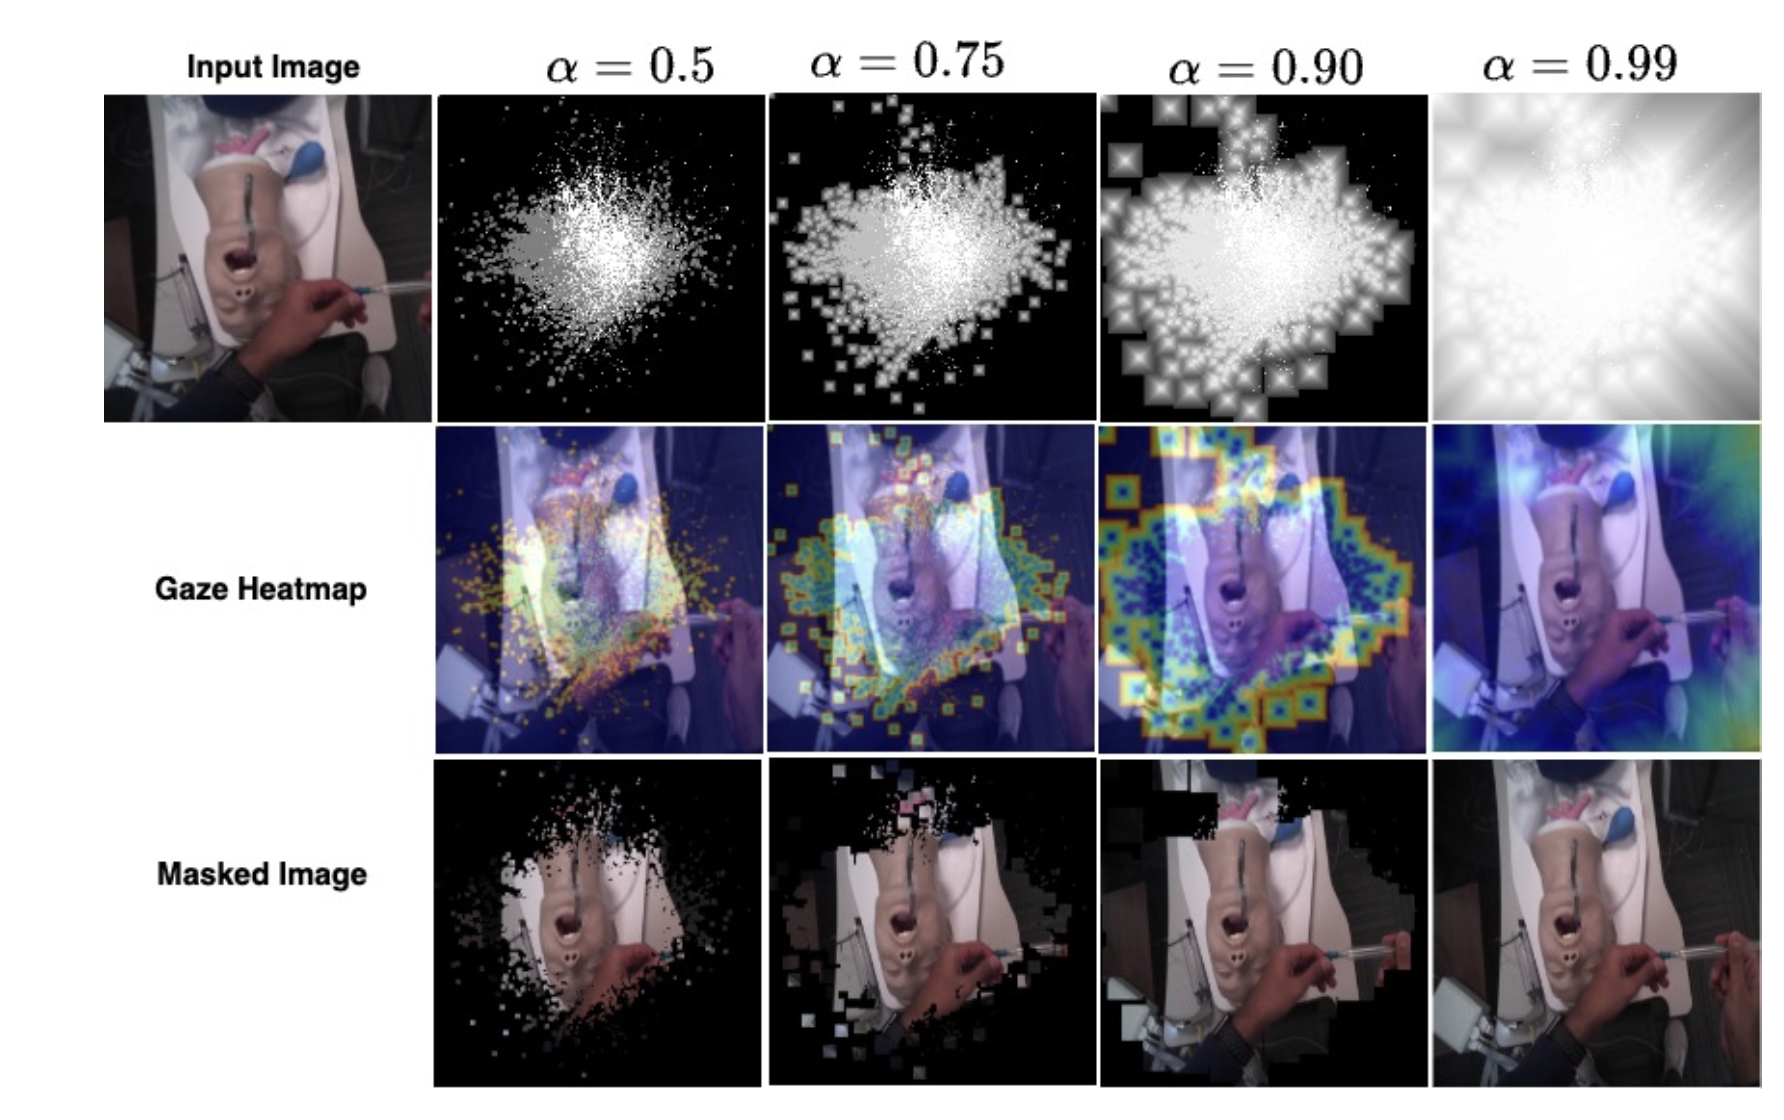 Input Image
α = 0.5
α = 0.75
α = 0.90
α = 0.99
Gaze Heatmap
Masked Image